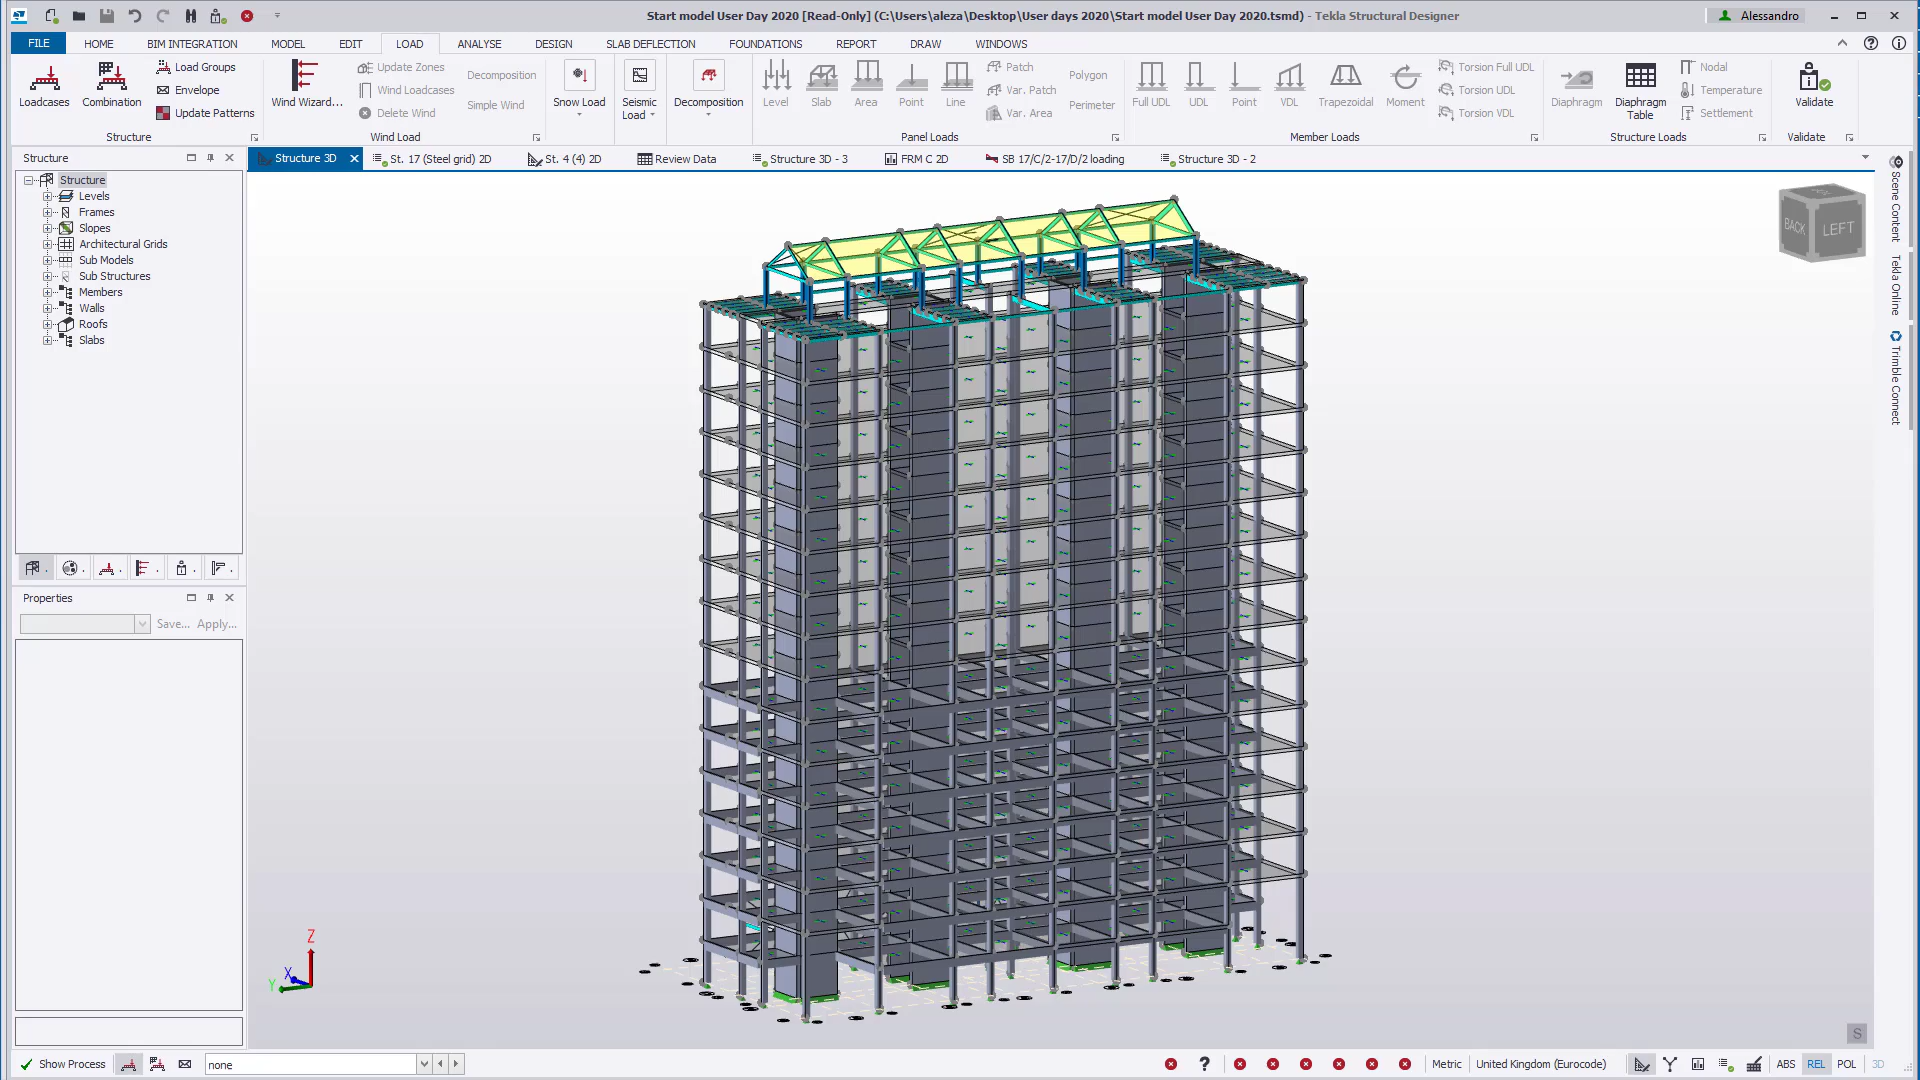 Start model User Day 2020 [Read-Only] (C:\Users\aleza\Desktop\User days 2020\Start model User Day 2020.tsmd) - Tekla Structural Designer
Alessandro
FILE HOME BIM INTEGRATION MODEL EDIT LOAD ANALYSE DESIGN SLAB DEFLECTION FOUNDATIONS REPORT DRAW WINDOWS
Loadcases
Combination
Load Groups
Envelope
Update Patterns
Structure
Wind Wizard...
Update Zones
Wind Loadcases
Delete Wind
Decomposition
Simple Wind
Wind Load
Snow Load
Seismic
Load
Decomposition
Level
Slab
Area
Point
Line
Patch
Var. Patch
Var. Area
Polygon
Perimeter
Panel Loads
Full UDL
UDL
Point
VDL
Trapezoidal
Moment
Torsion Full UDL
Torsion UDL
Torsion VDL
Member Loads
Diaphragm
Diaphragm
Table
Nodal
Temperature
Settlement
Structure Loads
Validate
Validate
Structure
Structure 3D
St. 17 (Steel grid) 2D
St. 4 (4) 2D
Review Data
Structure 3D - 3
FRM C 2D
SB 17/C/2-17/D/2 loading
Structure 3D - 2
Structure
Levels
Frames
Slopes
Architectural Grids
Sub Models
Sub Structures
Members
Walls
Roofs
Slabs
BACK
LEFT
Scene Content
Tekla Online
Trimble Connect
Properties
Save... Apply...
Z
X
Y
S
Show Process
none
?
Metric
United Kingdom (Eurocode)
ABS
REL
POL
3D